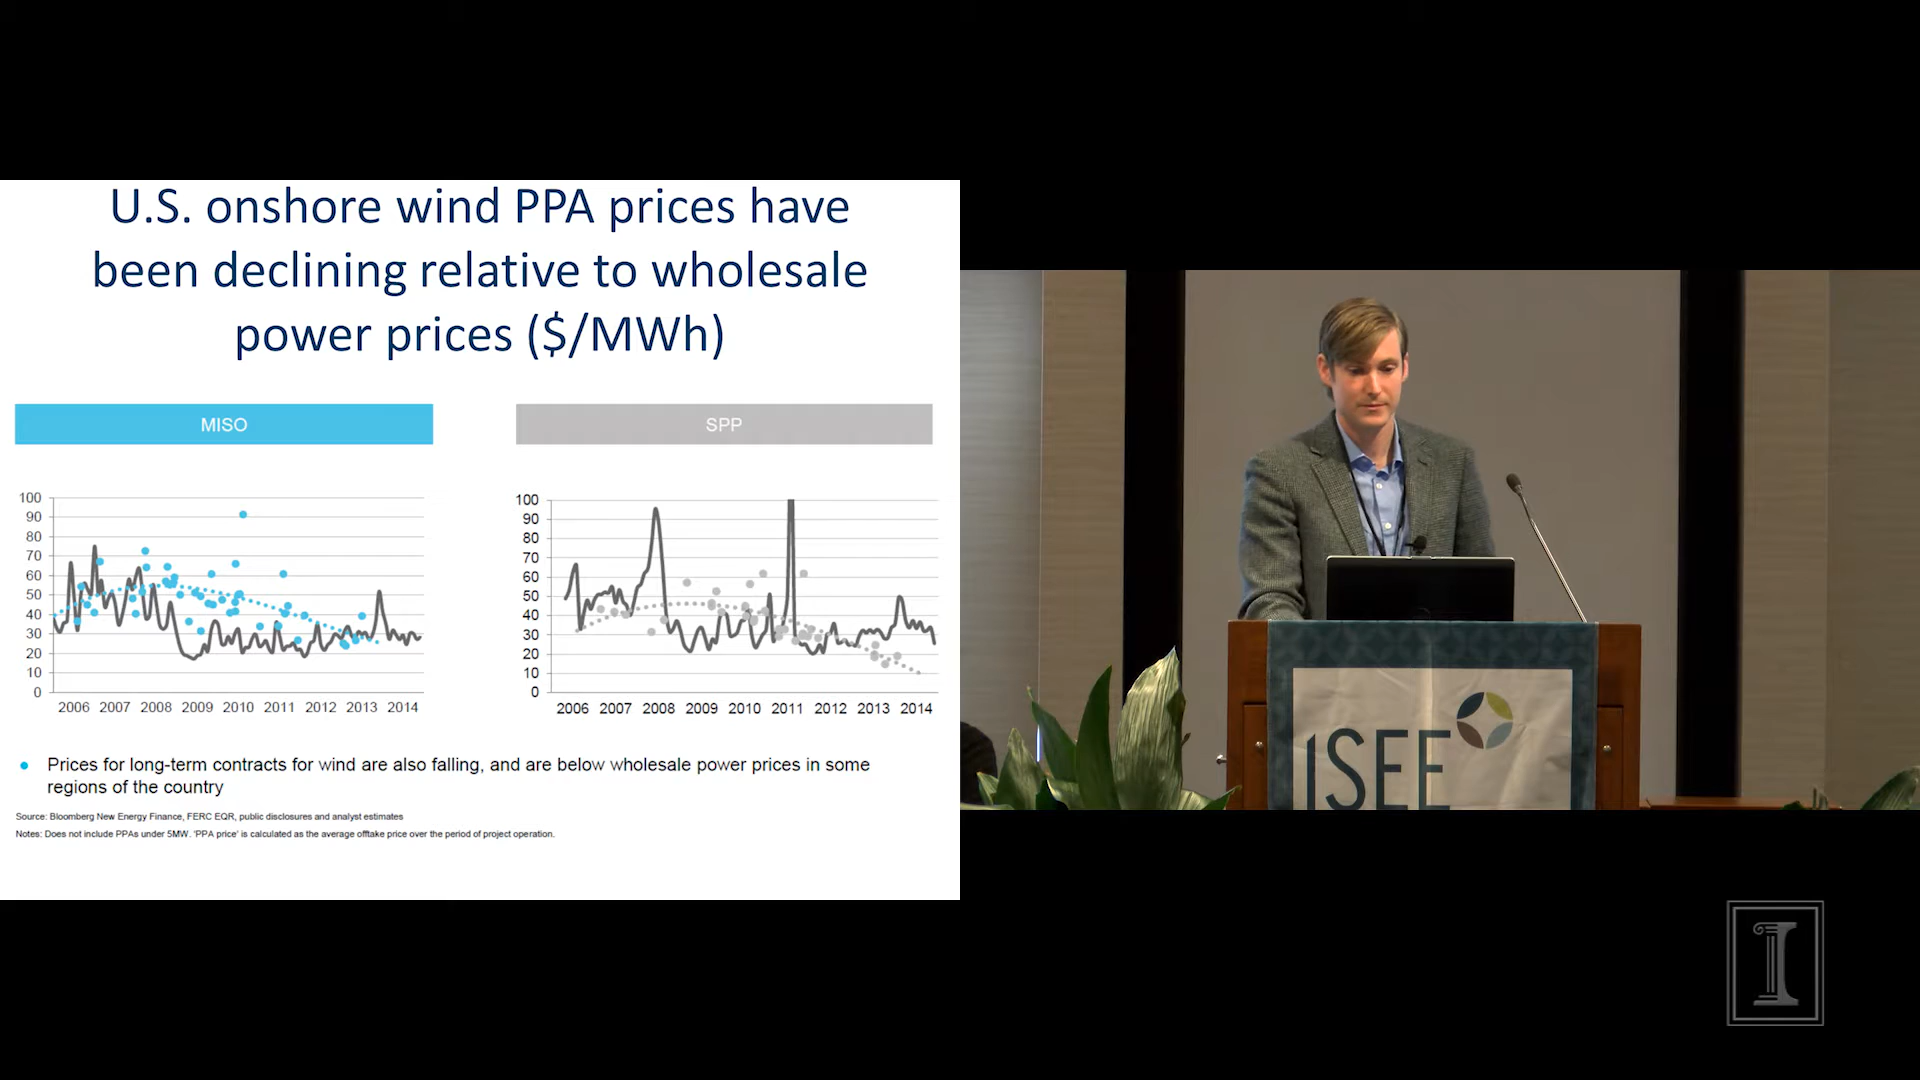 U.S. onshore wind PPA prices have
been declining relative to wholesale
power prices ($/MWh)
MISO
SPP
100
90
80
70
60
50
40
30
20
10
0
2006 2007 2008 2009 2010 2011 2012 2013 2014
100
90
80
70
60
50
40
30
20
10
0
2006 2007 2008 2009 2010 2011 2012 2013 2014
Prices for long-term contracts for wind are also falling, and are below wholesale power prices in some
regions of the country
Source: Bloomberg New Energy Finance, FERC EQR, public disclosures and analyst estimates
Notes: Does not include PPAs under 5MW. 'PPA price' is calculated as the average offtake price over the period of project operation.
iSEE
I